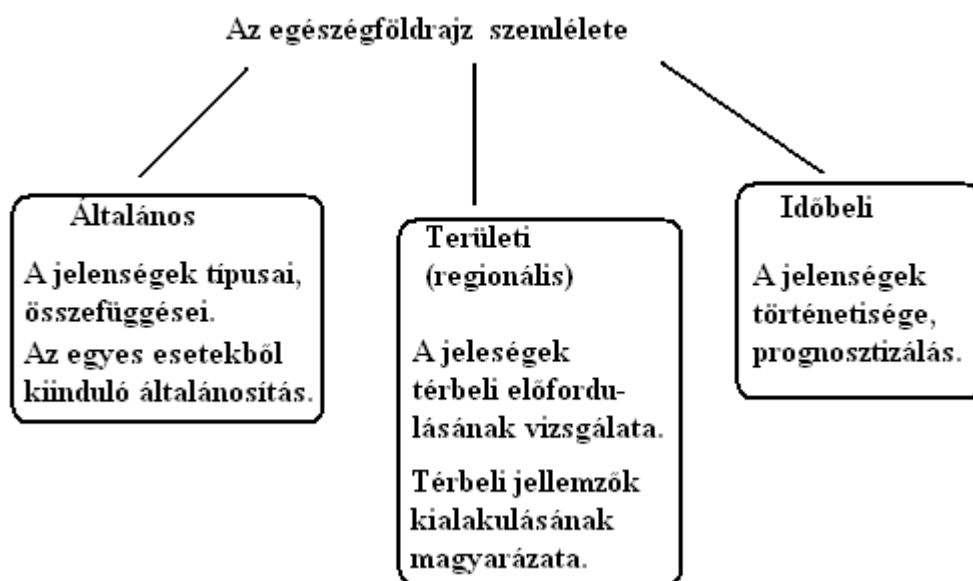 Az egészégföldrajz szemlélete
Általános
A jelenségek típusai,
összefüggései.
Az egyes esetekből
kiinduló általánosítás.
Területi
(regionális)
A jeleségek
térbeli előfordu-
lásának vizsgálata.
Térbeli jellemzők
kialakulásának
magyarázata.
Időbeli
A jelenségek
történetisége,
prognosztizálás.